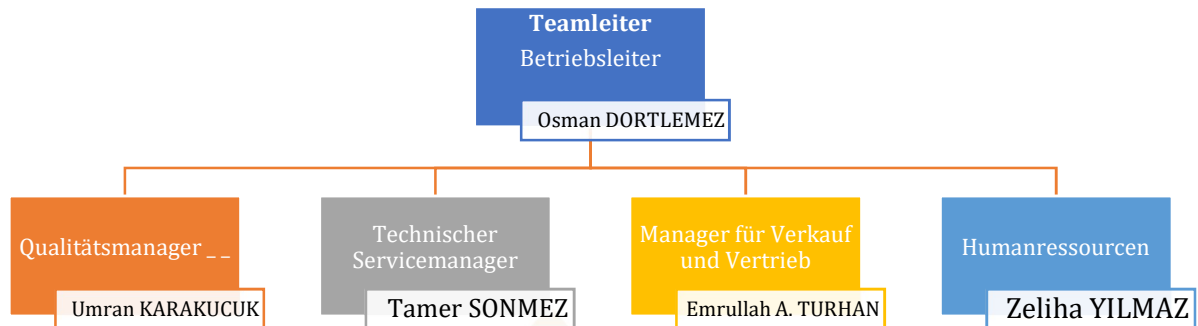 Teamleiter
Betriebsleiter
Osman DORTLEMEZ
Qualitätsmanager _ _
Umran KARAKUCUK
Technischer
Servicemanager
Tamer SONMEZ
Manager für Verkauf
und Vertrieb
Emrullah A. TURHAN
Humanressourcen
Zeliha YILMAZ